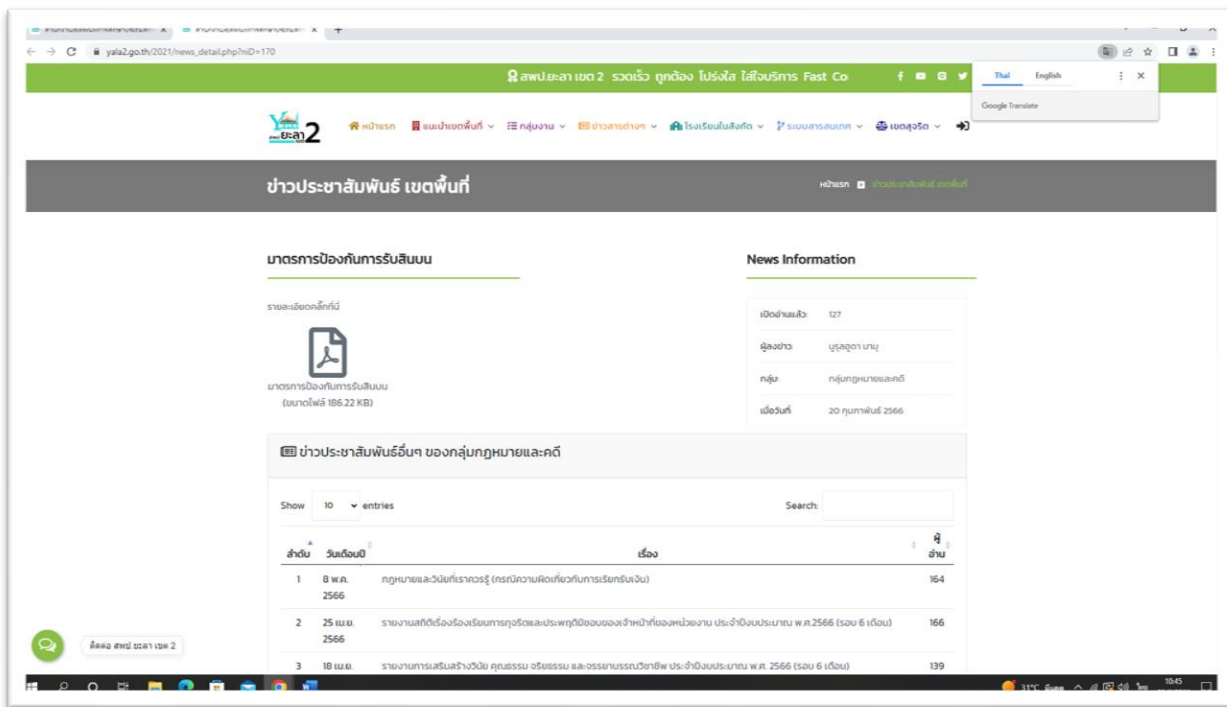 yala2.go.th/2021/news_detail.php?nID=170
สพป.ยะลา เขต 2 รวดเร็ว ถูกต้อง โปร่งใส ใส่ใจบริการ Fast Co
Thai English
Google Translate
ยะลา 2
หน้าแรก แนะนำเขตพื้นที่ กลุ่มงาน ข่าวสารต่างๆ โรงเรียนในสังกัด ระบบสารสนเทศ เขตสุจริต
ข่าวประชาสัมพันธ์ เขตพื้นที่
หน้าแรก ข่าวประชาสัมพันธ์ เขตพื้นที่
มาตรการป้องกันการรับสินบน
News Information
รายละเอียดคลิ๊กที่นี่
มาตรการป้องกันการรับสินบน
(ขนาดไฟล์ 186.22 KB)
เปิดอ่านแล้ว: 127
ผู้ลงข่าว:
กลุ่ม: กลุ่มกฎหมายและคดี
เมื่อวันที่: 20 กุมภาพันธ์ 2566
ข่าวประชาสัมพันธ์อื่นๆ ของกลุ่มกฎหมายและคดี
Show 10 entries
Search:
ลำดับ วันเดือนปี เรื่อง ผู้อ่าน
1 8 พ.ค. 2566 กฎหมายและวินัยที่เราควรรู้ (กรณีความผิดเกี่ยวกับการเรียกรับเงิน) 164
2 25 เม.ย. 2566 รายงานสถิติเรื่องร้องเรียนการทุจริตและประพฤติมิชอบของเจ้าหน้าที่ของหน่วยงาน ประจำปีงบประมาณ พ.ศ.2566 (รอบ 6 เดือน) 166
3 18 เม.ย. รายงานการเสริมสร้างวินัย คุณธรรม จริยธรรม และจรรยาบรรณวิชาชีพ ประจำปีงบประมาณ พ.ศ. 2566 (รอบ 6 เดือน) 139
ติดต่อ สพป.ยะลา เขต 2
31°C
10:45